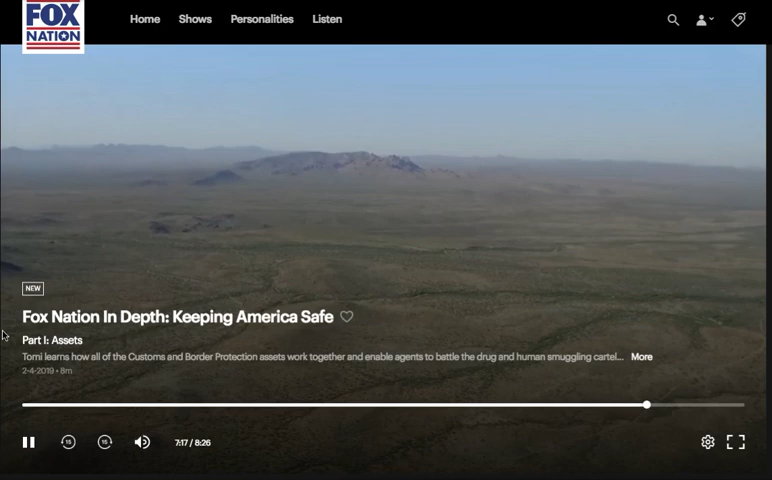 FOX
NATION
Home Shows Personalities Listen
NEW
Fox Nation In Depth: Keeping America Safe
Part I: Assets
Tomi learns how all of the Customs and Border Protection assets work together and enable agents to battle the drug and human smuggling cartel... More
2-4-2019 • 8m
15 15 7:17 / 8:26